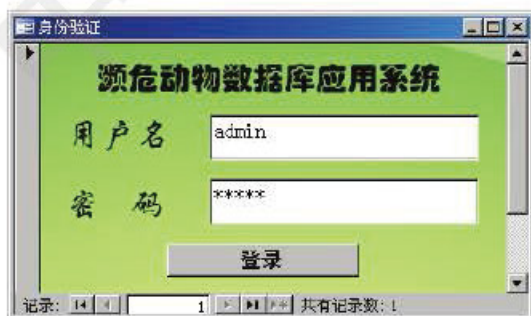 身份验证
濒危动物数据库应用系统
用户名 admin
密 码 *****
登录
记录: 1 共有记录数: 1